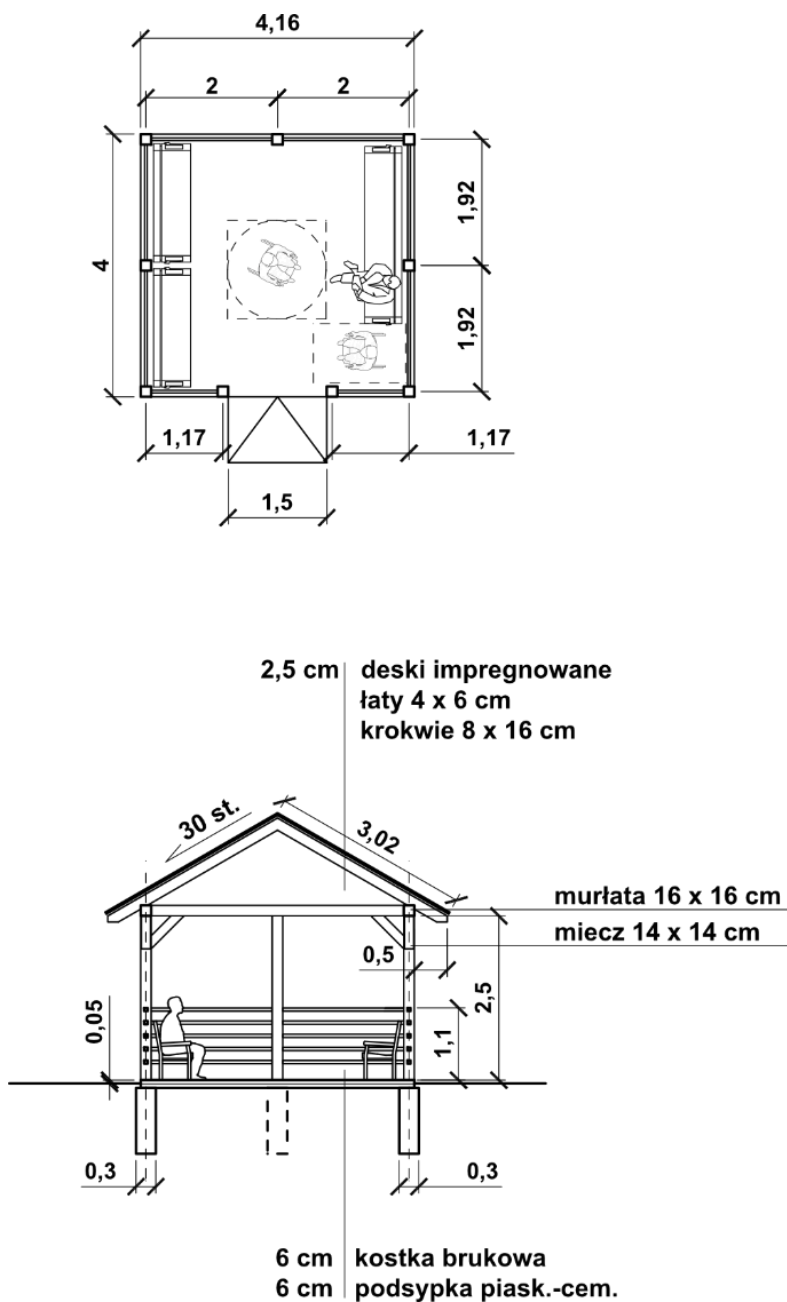 4,16
2
2
4
1,92
1,92
1,17
1,17
1,5
2,5 cm deski impregnowane
łaty 4 x 6 cm
krokwie 8 x 16 cm
30 st.
3,02
murłata 16 x 16 cm
miecz 14 x 14 cm
0,5
2,5
0,05
1,1
0,3
0,3
6 cm kostka brukowa
6 cm podsypka piask.-cem.